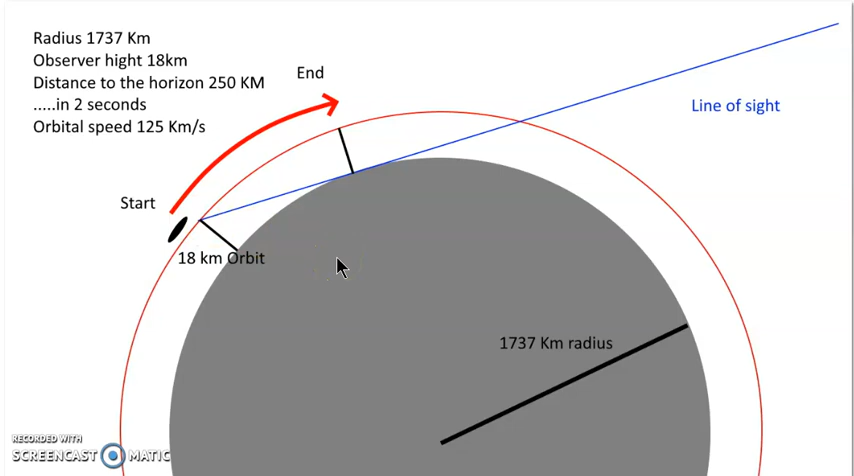 Radius 1737 Km
Observer hight 18km
Distance to the horizon 250 KM
.....in 2 seconds
Orbital speed 125 Km/s
End
Line of sight
Start
18 km Orbit
1737 Km radius
RECORDED WITH
SCREENCAST MATIC